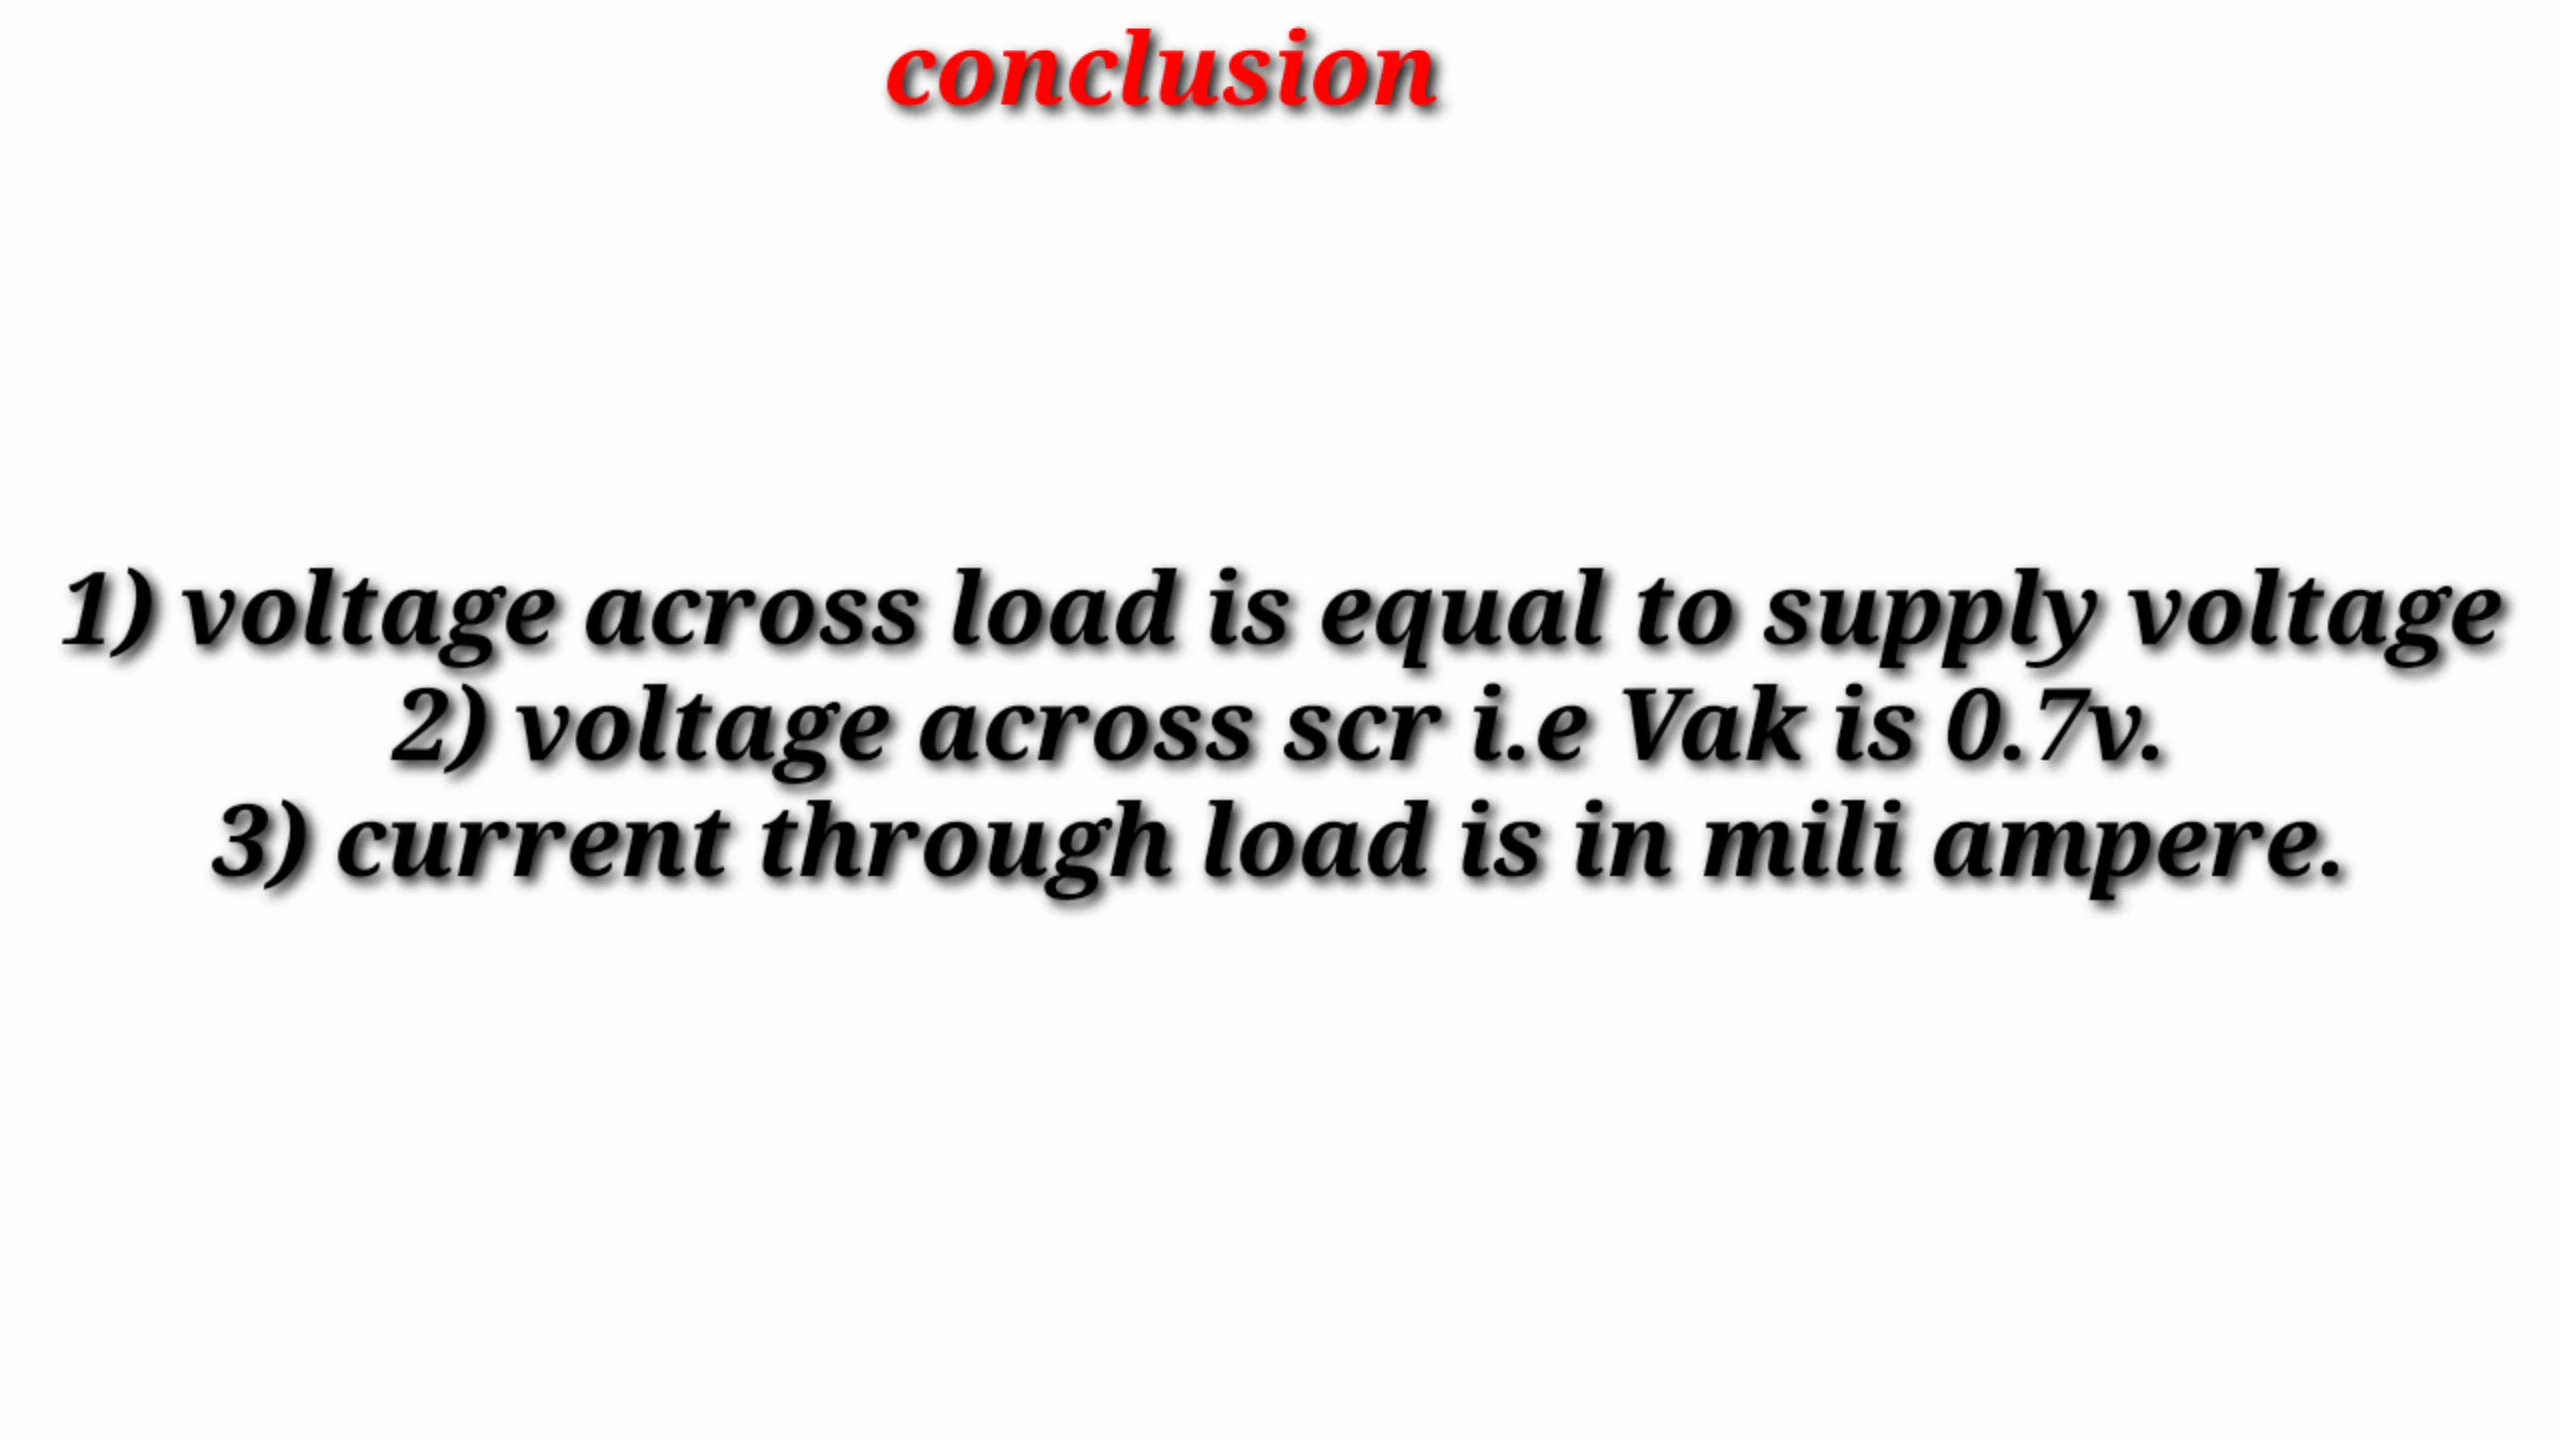 conclusion
1) voltage across load is equal to supply voltage
2) voltage across scr i.e Vak is 0.7v.
3) current through load is in mili ampere.